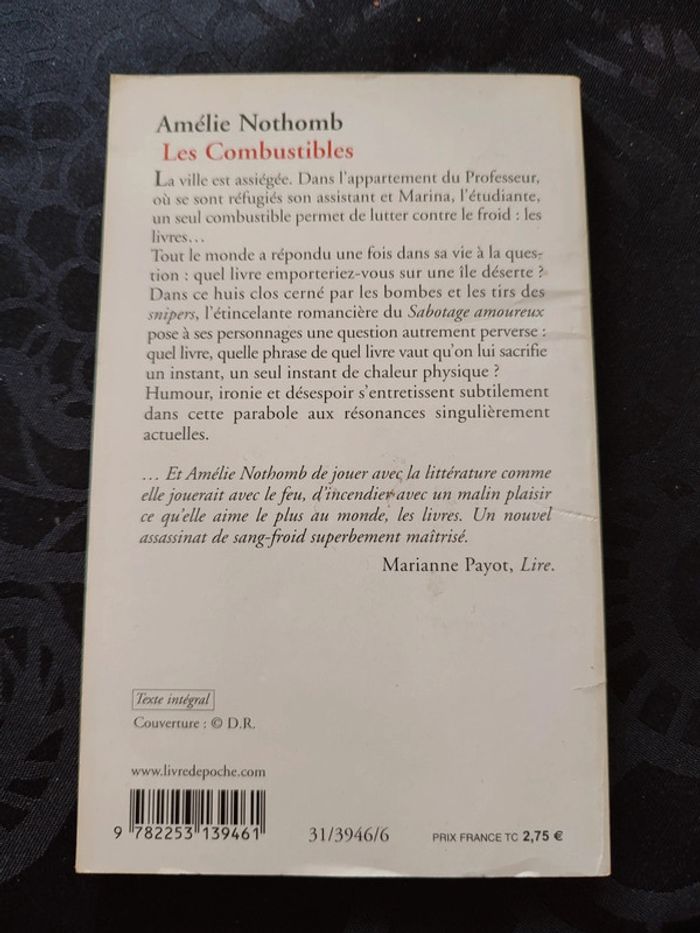 Amélie Nothomb
Les Combustibles
La ville est assiégée. Dans l'appartement du Professeur,
où se sont réfugiés son assistant et Marina, l'étudiante,
un seul combustible permet de lutter contre le froid : les
livres…
Tout le monde a répondu une fois dans sa vie à la ques-
tion : quel livre emporteriez-vous sur une île déserte ?
Dans ce huis clos cerné par les bombes et les tirs des
snipers, l'étincelante romancière du Sabotage amoureux
pose à ses personnages une question autrement perverse :
quel livre, quelle phrase de quel livre vaut qu'on lui sacrifie
un instant, un seul instant de chaleur physique ?
Humour, ironie et désespoir s'entretissent subtilement
dans cette parabole aux résonances singulièrement
actuelles.
… Et Amélie Nothomb de jouer avec la littérature comme
elle jouerait avec le feu, d'incendier avec un malin plaisir
ce qu'elle aime le plus au monde, les livres. Un nouvel
assassinat de sang-froid superbement maîtrisé.
Marianne Payot, Lire.
Texte intégral
Couverture : © D.R.
www.livredepoche.com
9 782253 139461
31/3946/6
PRIX FRANCE TC 2,75 €